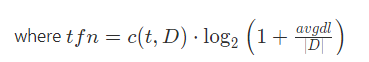 where tfn = c(t, D) · log₂ (1 + avgdl/|D|)